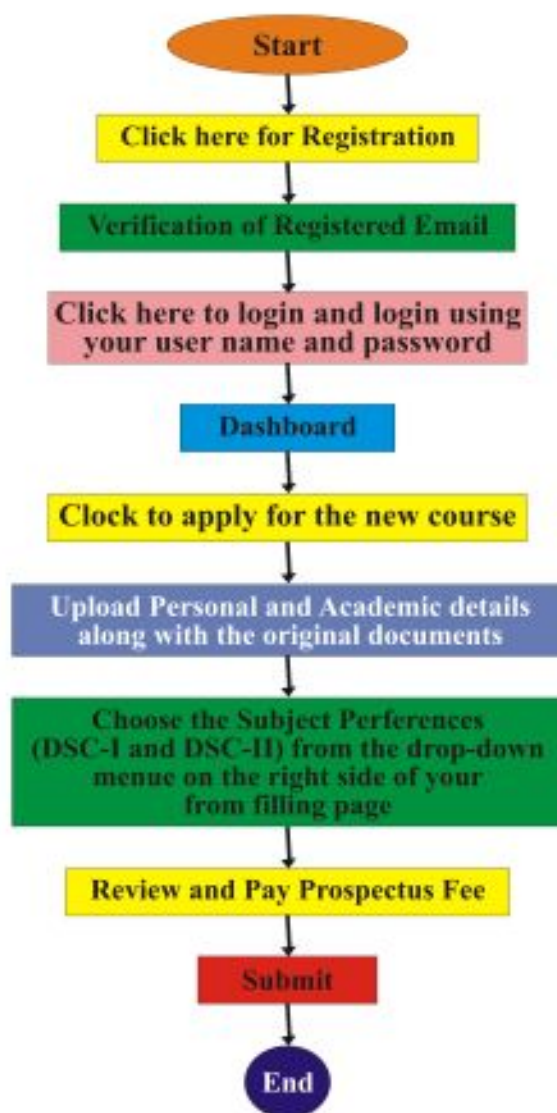 Start
Click here for Registration
Verification of Registered Email
Click here to login and login using
your user name and password
Dashboard
Clock to apply for the new course
Upload Personal and Academic details
along with the original documents
Choose the Subject Perferences
(DSC-I and DSC-II) from the drop-down
menue on the right side of your
from filling page
Review and Pay Prospectus Fee
Submit
End